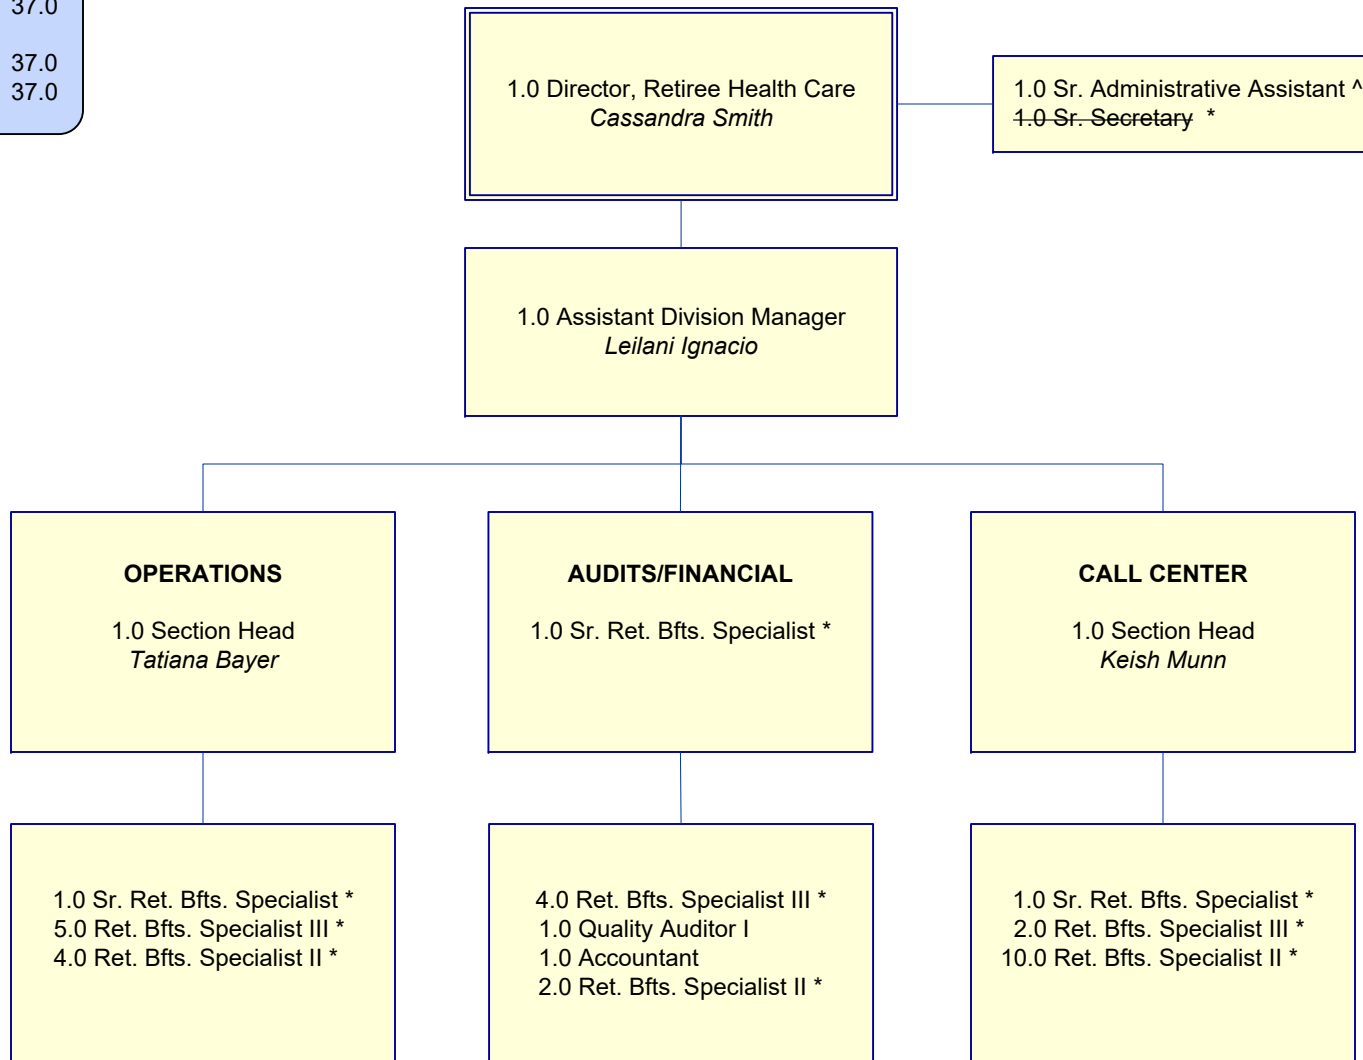 37.0
37.0
37.0
1.0 Director, Retiree Health Care
Cassandra Smith
1.0 Sr. Administrative Assistant ^
1.0 Sr. Secretary *
1.0 Assistant Division Manager
Leilani Ignacio
OPERATIONS
1.0 Section Head
Tatiana Bayer
AUDITS/FINANCIAL
1.0 Sr. Ret. Bfts. Specialist *
CALL CENTER
1.0 Section Head
Keish Munn
1.0 Sr. Ret. Bfts. Specialist *
5.0 Ret. Bfts. Specialist III *
4.0 Ret. Bfts. Specialist II *
4.0 Ret. Bfts. Specialist III *
1.0 Quality Auditor I
1.0 Accountant
2.0 Ret. Bfts. Specialist II *
1.0 Sr. Ret. Bfts. Specialist *
2.0 Ret. Bfts. Specialist III *
10.0 Ret. Bfts. Specialist II *